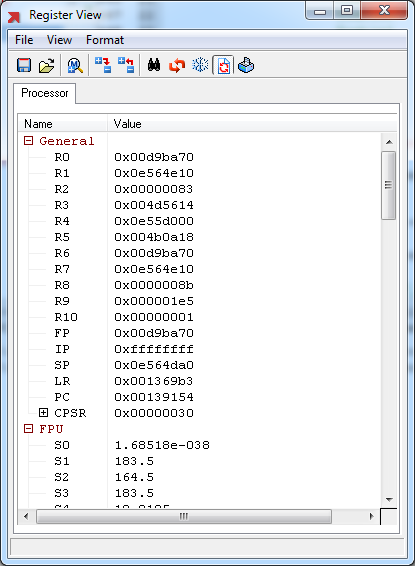 Register View
File View Format
Processor
Name Value
General
R0 0x00d9ba70
R1 0x0e564e10
R2 0x00000083
R3 0x004d5614
R4 0x0e55d000
R5 0x004b0a18
R6 0x00d9ba70
R7 0x0e564e10
R8 0x0000008b
R9 0x000001e5
R10 0x00000001
FP 0x00d9ba70
IP 0xffffffff
SP 0x0e564da0
LR 0x001369b3
PC 0x00139154
CPSR 0x00000030
FPU
S0 1.68518e-038
S1 183.5
S2 164.5
S3 183.5